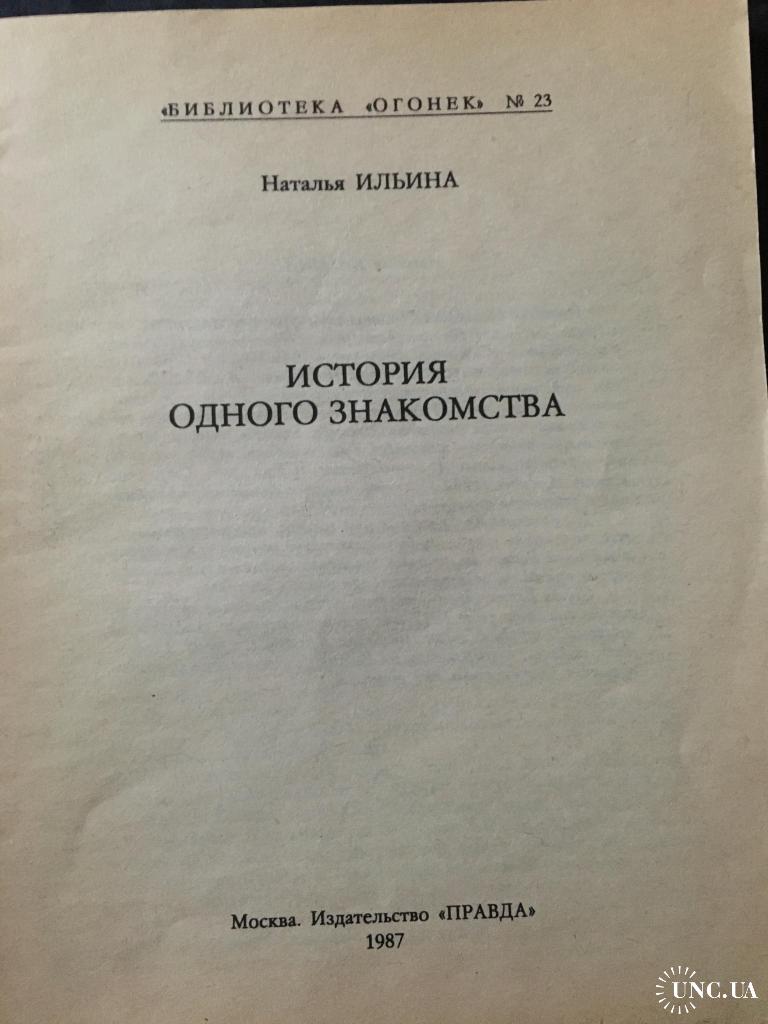 «БИБЛИОТЕКА «ОГОНЕК» № 23
Наталья ИЛЬИНА
ИСТОРИЯ
ОДНОГО ЗНАКОМСТВА
Москва. Издательство «ПРАВДА»
1987
UNC.UA